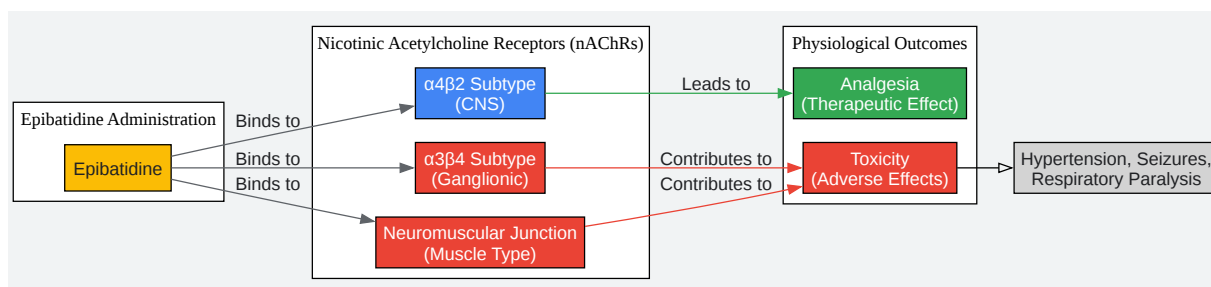 Nicotinic Acetylcholine Receptors (nAChRs)
Physiological Outcomes
α4β2 Subtype
(CNS)
Leads to
Analgesia
(Therapeutic Effect)
Epibatidine Administration
Binds to
Epibatidine
Binds to
α3β4 Subtype
(Ganglionic)
Contributes to
Toxicity
(Adverse Effects)
Hypertension, Seizures,
Respiratory Paralysis
Binds to
Contributes to
Neuromuscular Junction
(Muscle Type)